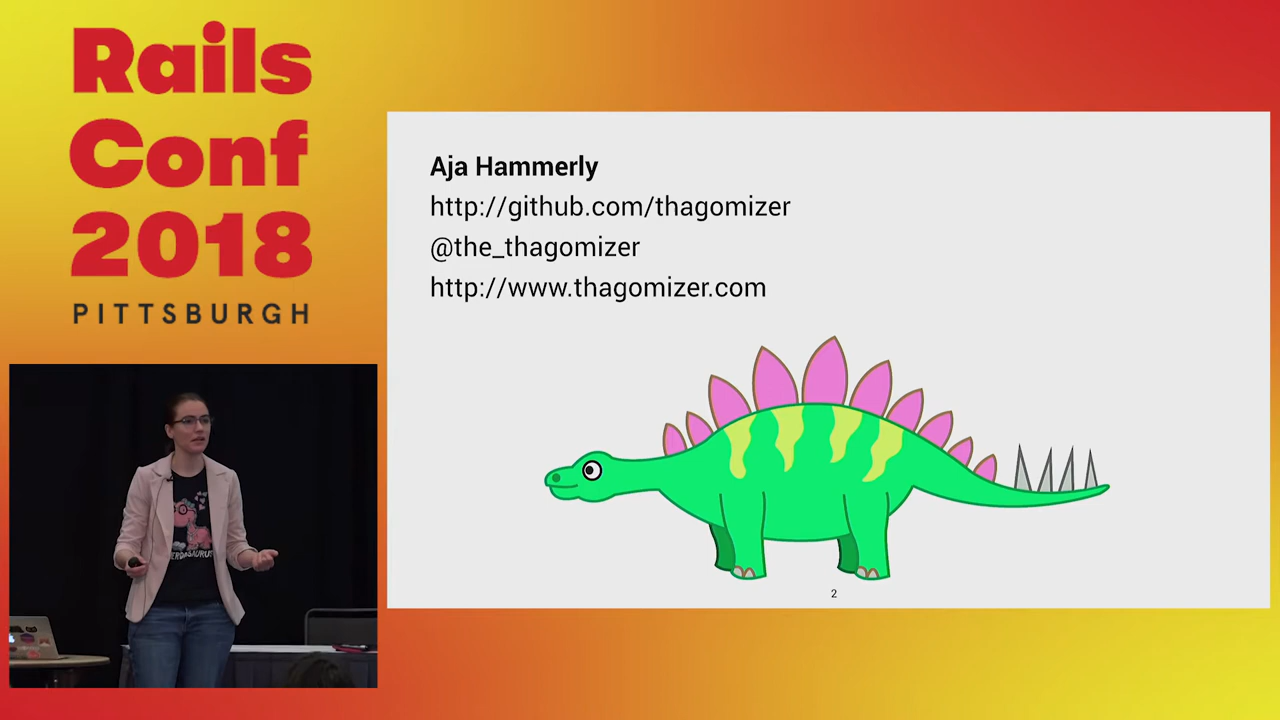 Rails
Conf
2018
PITTSBURGH
Aja Hammerly
http://github.com/thagomizer
@the_thagomizer
http://www.thagomizer.com
2